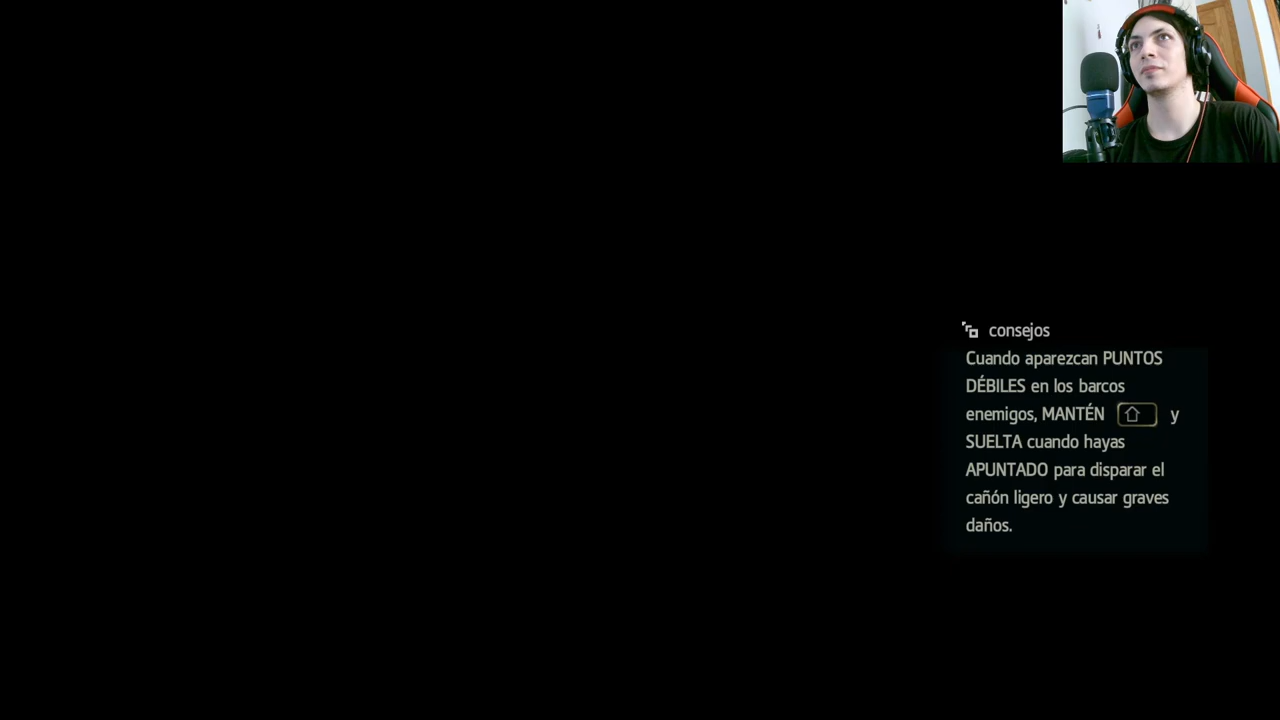 consejos
Cuando aparezcan PUNTOS
DÉBILES en los barcos
enemigos, MANTÉN y
SUELTA cuando hayas
APUNTADO para disparar el
cañón ligero y causar graves
daños.